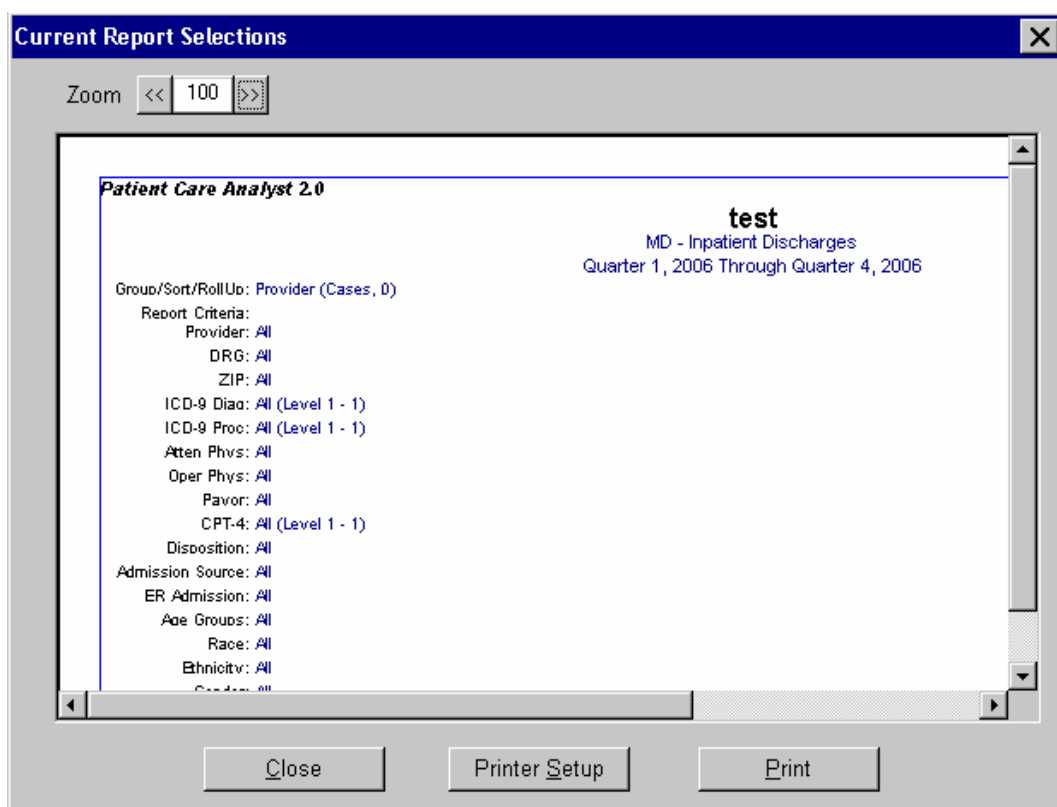 Current Report Selections
Zoom << 100 >>
Patient Care Analyst 2.0
test
MD - Inpatient Discharges
Quarter 1, 2006 Through Quarter 4, 2006
Group/Sort/RollUp: Provider (Cases, 0)
Report Criteria:
Provider: All
DRG: All
ZIP: All
ICD-9 Diag: All (Level 1 - 1)
ICD-9 Proc: All (Level 1 - 1)
Atten Phys: All
Oper Phys: All
Payor: All
CPT-4: All (Level 1 - 1)
Disposition: All
Admission Source: All
ER Admission: All
Age Groups: All
Race: All
Ethnicity: All
Gender: All
Close Printer Setup Print